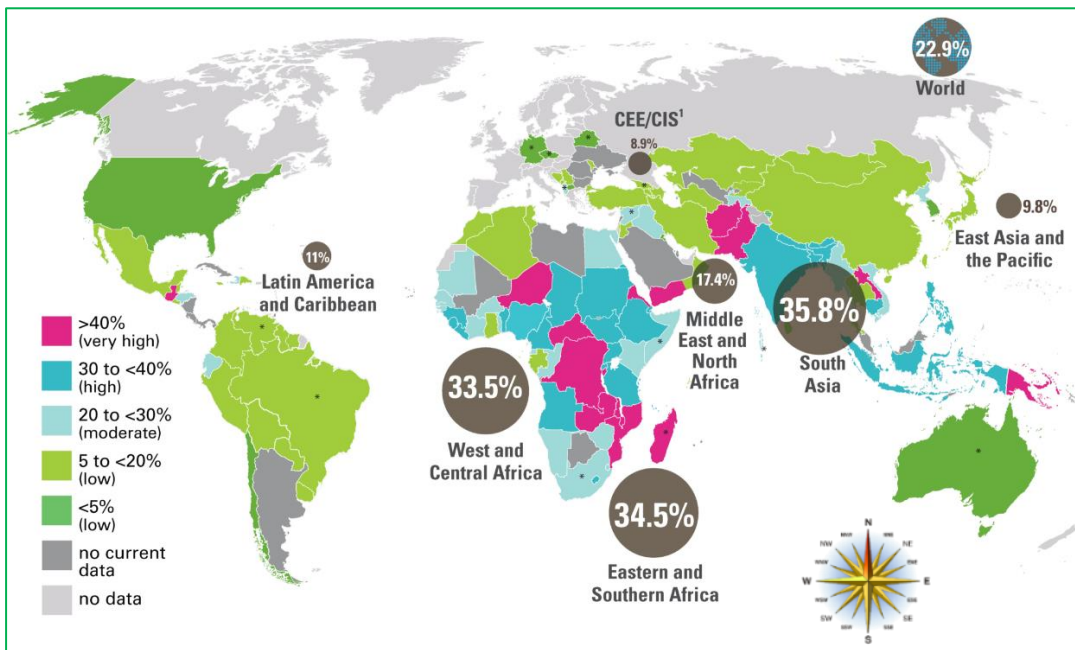 22.9%
World
CEE/CIS¹
8.9%
9.8%
East Asia and
the Pacific
11%
Latin America
and Caribbean
17.4%
Middle
East and
North
Africa
35.8%
South
Asia
33.5%
West and
Central Africa
34.5%
Eastern and
Southern Africa
>40%
(very high)
30 to <40%
(high)
20 to <30%
(moderate)
5 to <20%
(low)
<5%
(low)
no current
data
no data
N
NW
NE
W
E
SW
SE
S